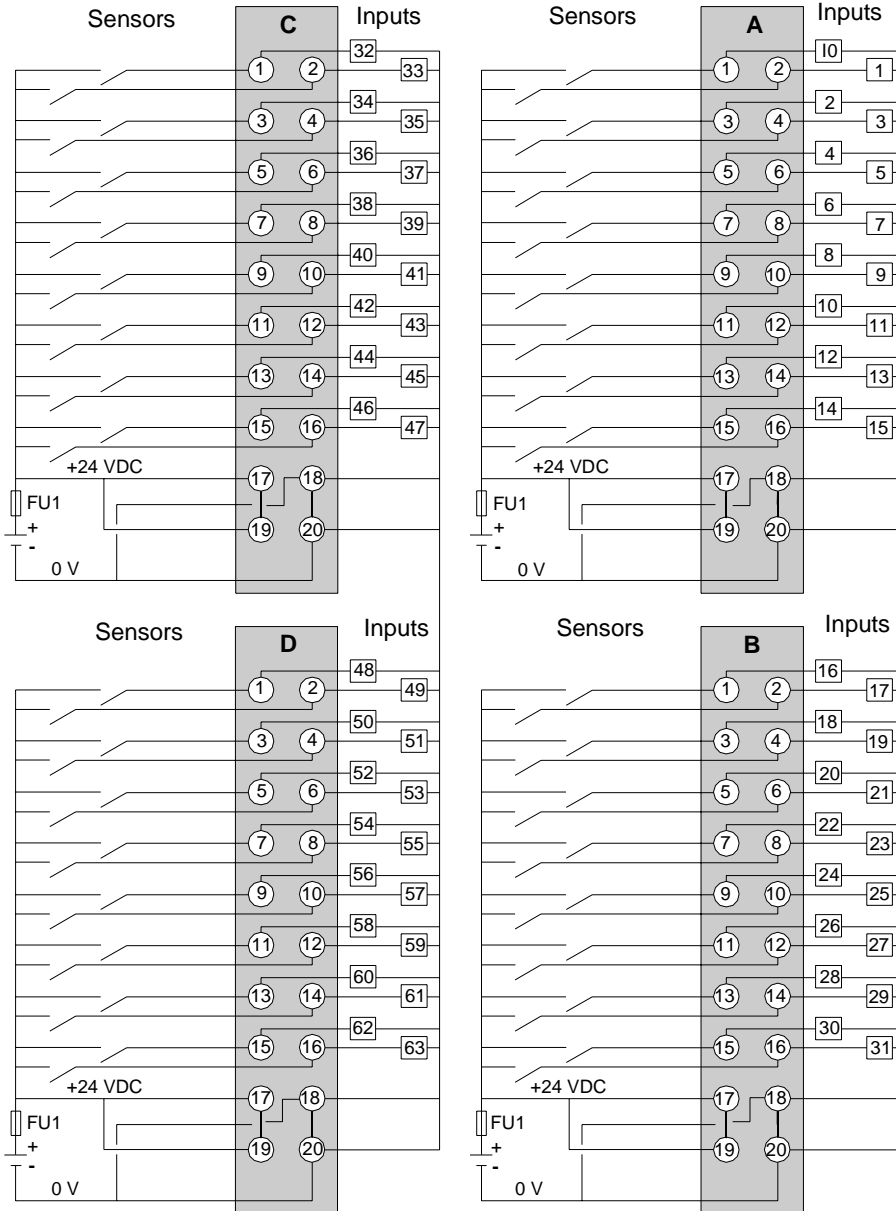 Sensors C Inputs
32
1 2 33
34
3 4 35
36
5 6 37
38
7 8 39
40
9 10 41
42
11 12 43
44
13 14 45
46
15 16 47
+24 VDC
17 18
FU1
+
19 20
-
0 V
Sensors A Inputs
I0
1 2 1
2
3 4 3
4
5 6 5
6
7 8 7
8
9 10 9
10
11 12 11
12
13 14 13
14
15 16 15
+24 VDC
17 18
FU1
+
19 20
-
0 V
Sensors D Inputs
48
1 2 49
50
3 4 51
52
5 6 53
54
7 8 55
56
9 10 57
58
11 12 59
60
13 14 61
62
15 16 63
+24 VDC
17 18
FU1
+
19 20
-
0 V
Sensors B Inputs
16
1 2 17
18
3 4 19
20
5 6 21
22
7 8 23
24
9 10 25
26
11 12 27
28
13 14 29
30
15 16 31
+24 VDC
17 18
FU1
+
19 20
-
0 V